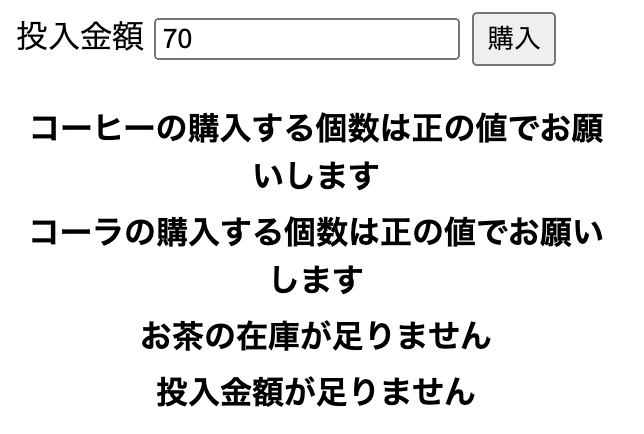 投入金額 70 購入
コーヒーの購入する個数は正の値でお願
いします
コーラの購入する個数は正の値でお願い
します
お茶の在庫が足りません
投入金額が足りません